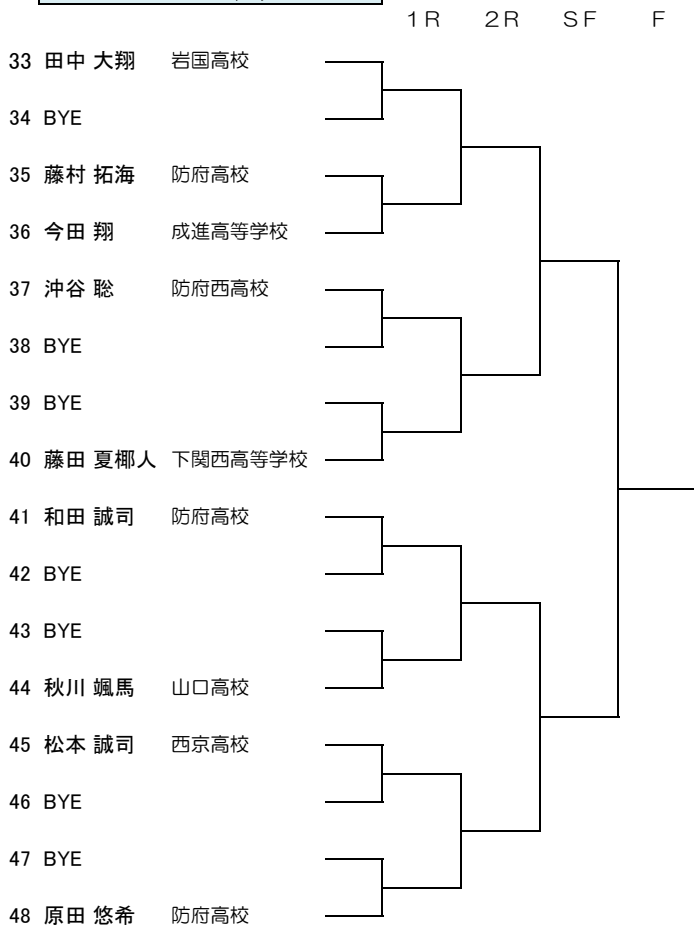 1R 2R SF F
33 田中 大翔 岩国高校
34 BYE
35 藤村 拓海 防府高校
36 今田 翔 成進高等学校
37 沖谷 聡 防府西高校
38 BYE
39 BYE
40 藤田 夏椰人 下関西高等学校
41 和田 誠司 防府高校
42 BYE
43 BYE
44 秋川 颯馬 山口高校
45 松本 誠司 西京高校
46 BYE
47 BYE
48 原田 悠希 防府高校